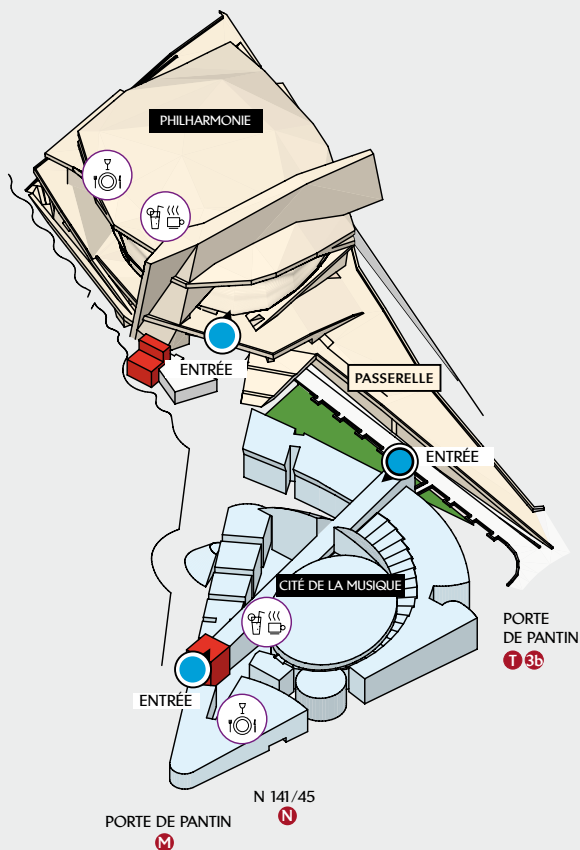 PHILHARMONIE
ENTRÉE
PASSERELLE
ENTRÉE
CITÉ DE LA MUSIQUE
PORTE
DE PANTIN
T 3b
ENTRÉE
N 141/45
N
PORTE DE PANTIN
M